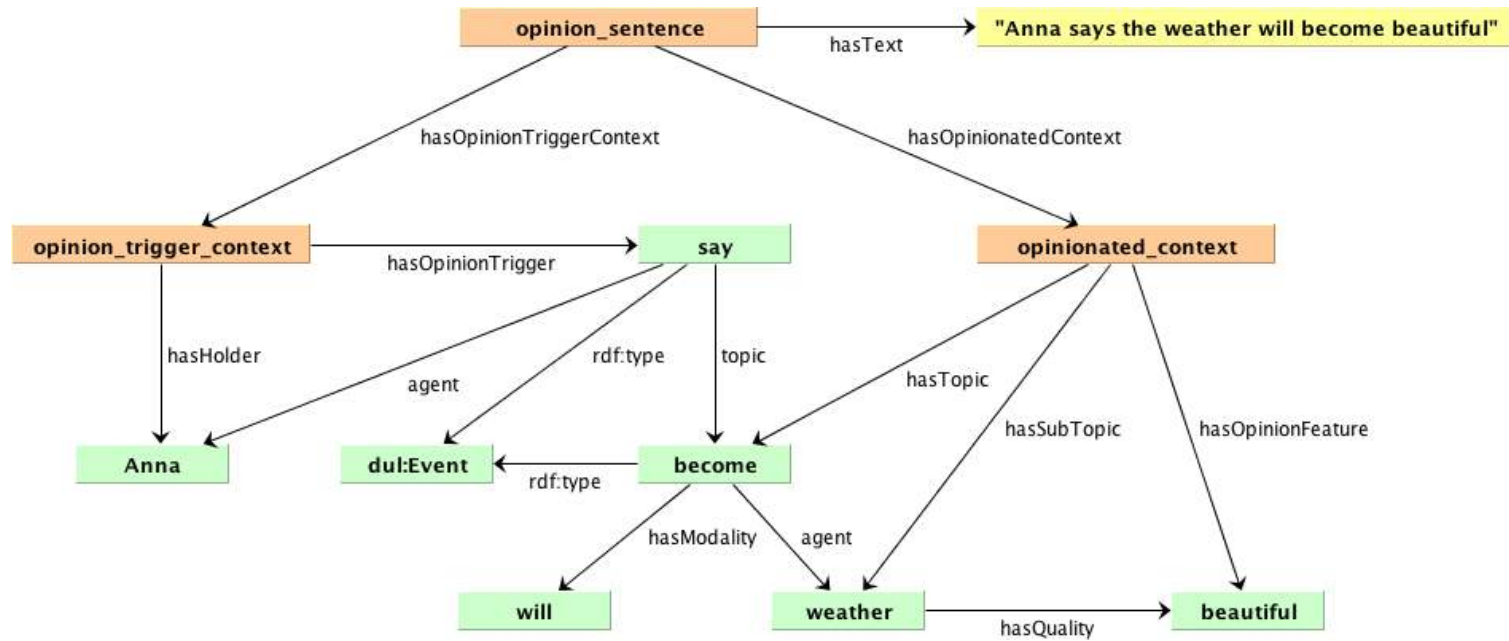 opinion_sentence
"Anna says the weather will become beautiful"
hasText
hasOpinionTriggerContext
hasOpinionatedContext
opinion_trigger_context
say
opinionated_context
hasOpinionTrigger
hasHolder
rdf:type
topic
agent
hasTopic
hasSubTopic
hasOpinionFeature
Anna
dul:Event
become
rdf:type
hasModality
agent
will
weather
beautiful
hasQuality